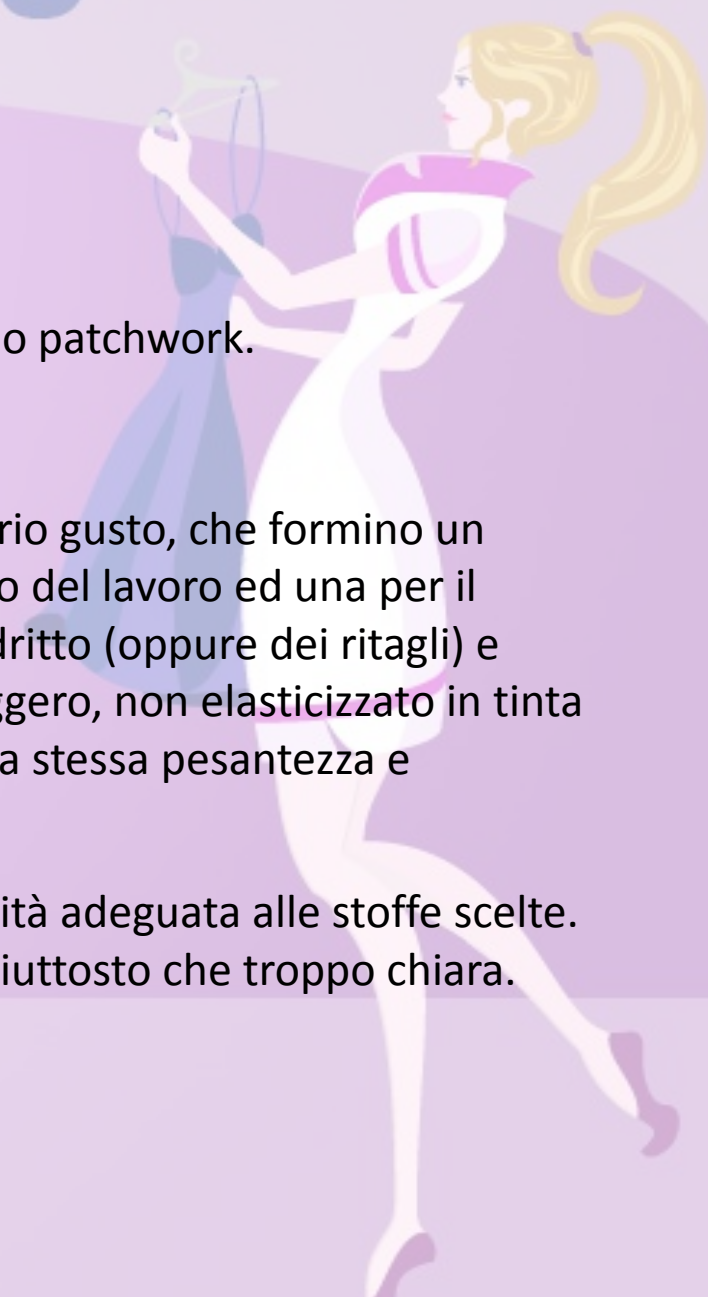 o patchwork.
rio gusto, che formino un
o del lavoro ed una per il
dritto (oppure dei ritagli) e
ggero, non elasticizzato in tinta
a stessa pesantezza e
ità adeguata alle stoffe scelte.
iuttosto che troppo chiara.